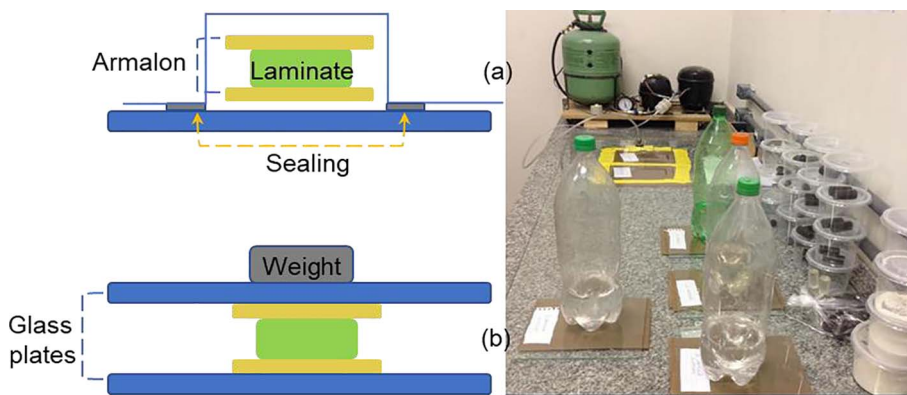 Armalon
Laminate
(a)
Sealing
Weight
Glass
plates
(b)